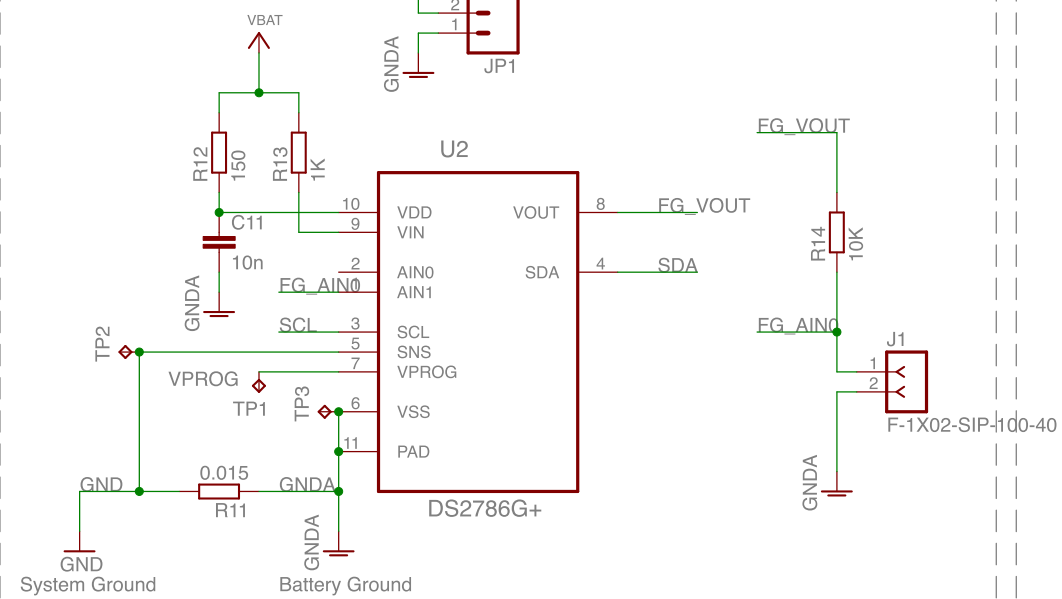 VBAT
2
1
GNDA
JP1
R12
150
R13
1K
C11
10n
GNDA
U2
10
VDD
9
VIN
2
AIN0
FG_AIN0
1
AIN1
SCL
3
SCL
5
SNS
7
VPROG
6
VSS
11
PAD
VOUT
8
FG_VOUT
SDA
4
SDA
DS2786G+
TP2
VPROG
TP1
TP3
GND
0.015
R11
GNDA
GND
System Ground
GNDA
Battery Ground
FG_VOUT
R14
10K
FG_AIN0
J1
1
2
F-1X02-SIP-100-40
GNDA